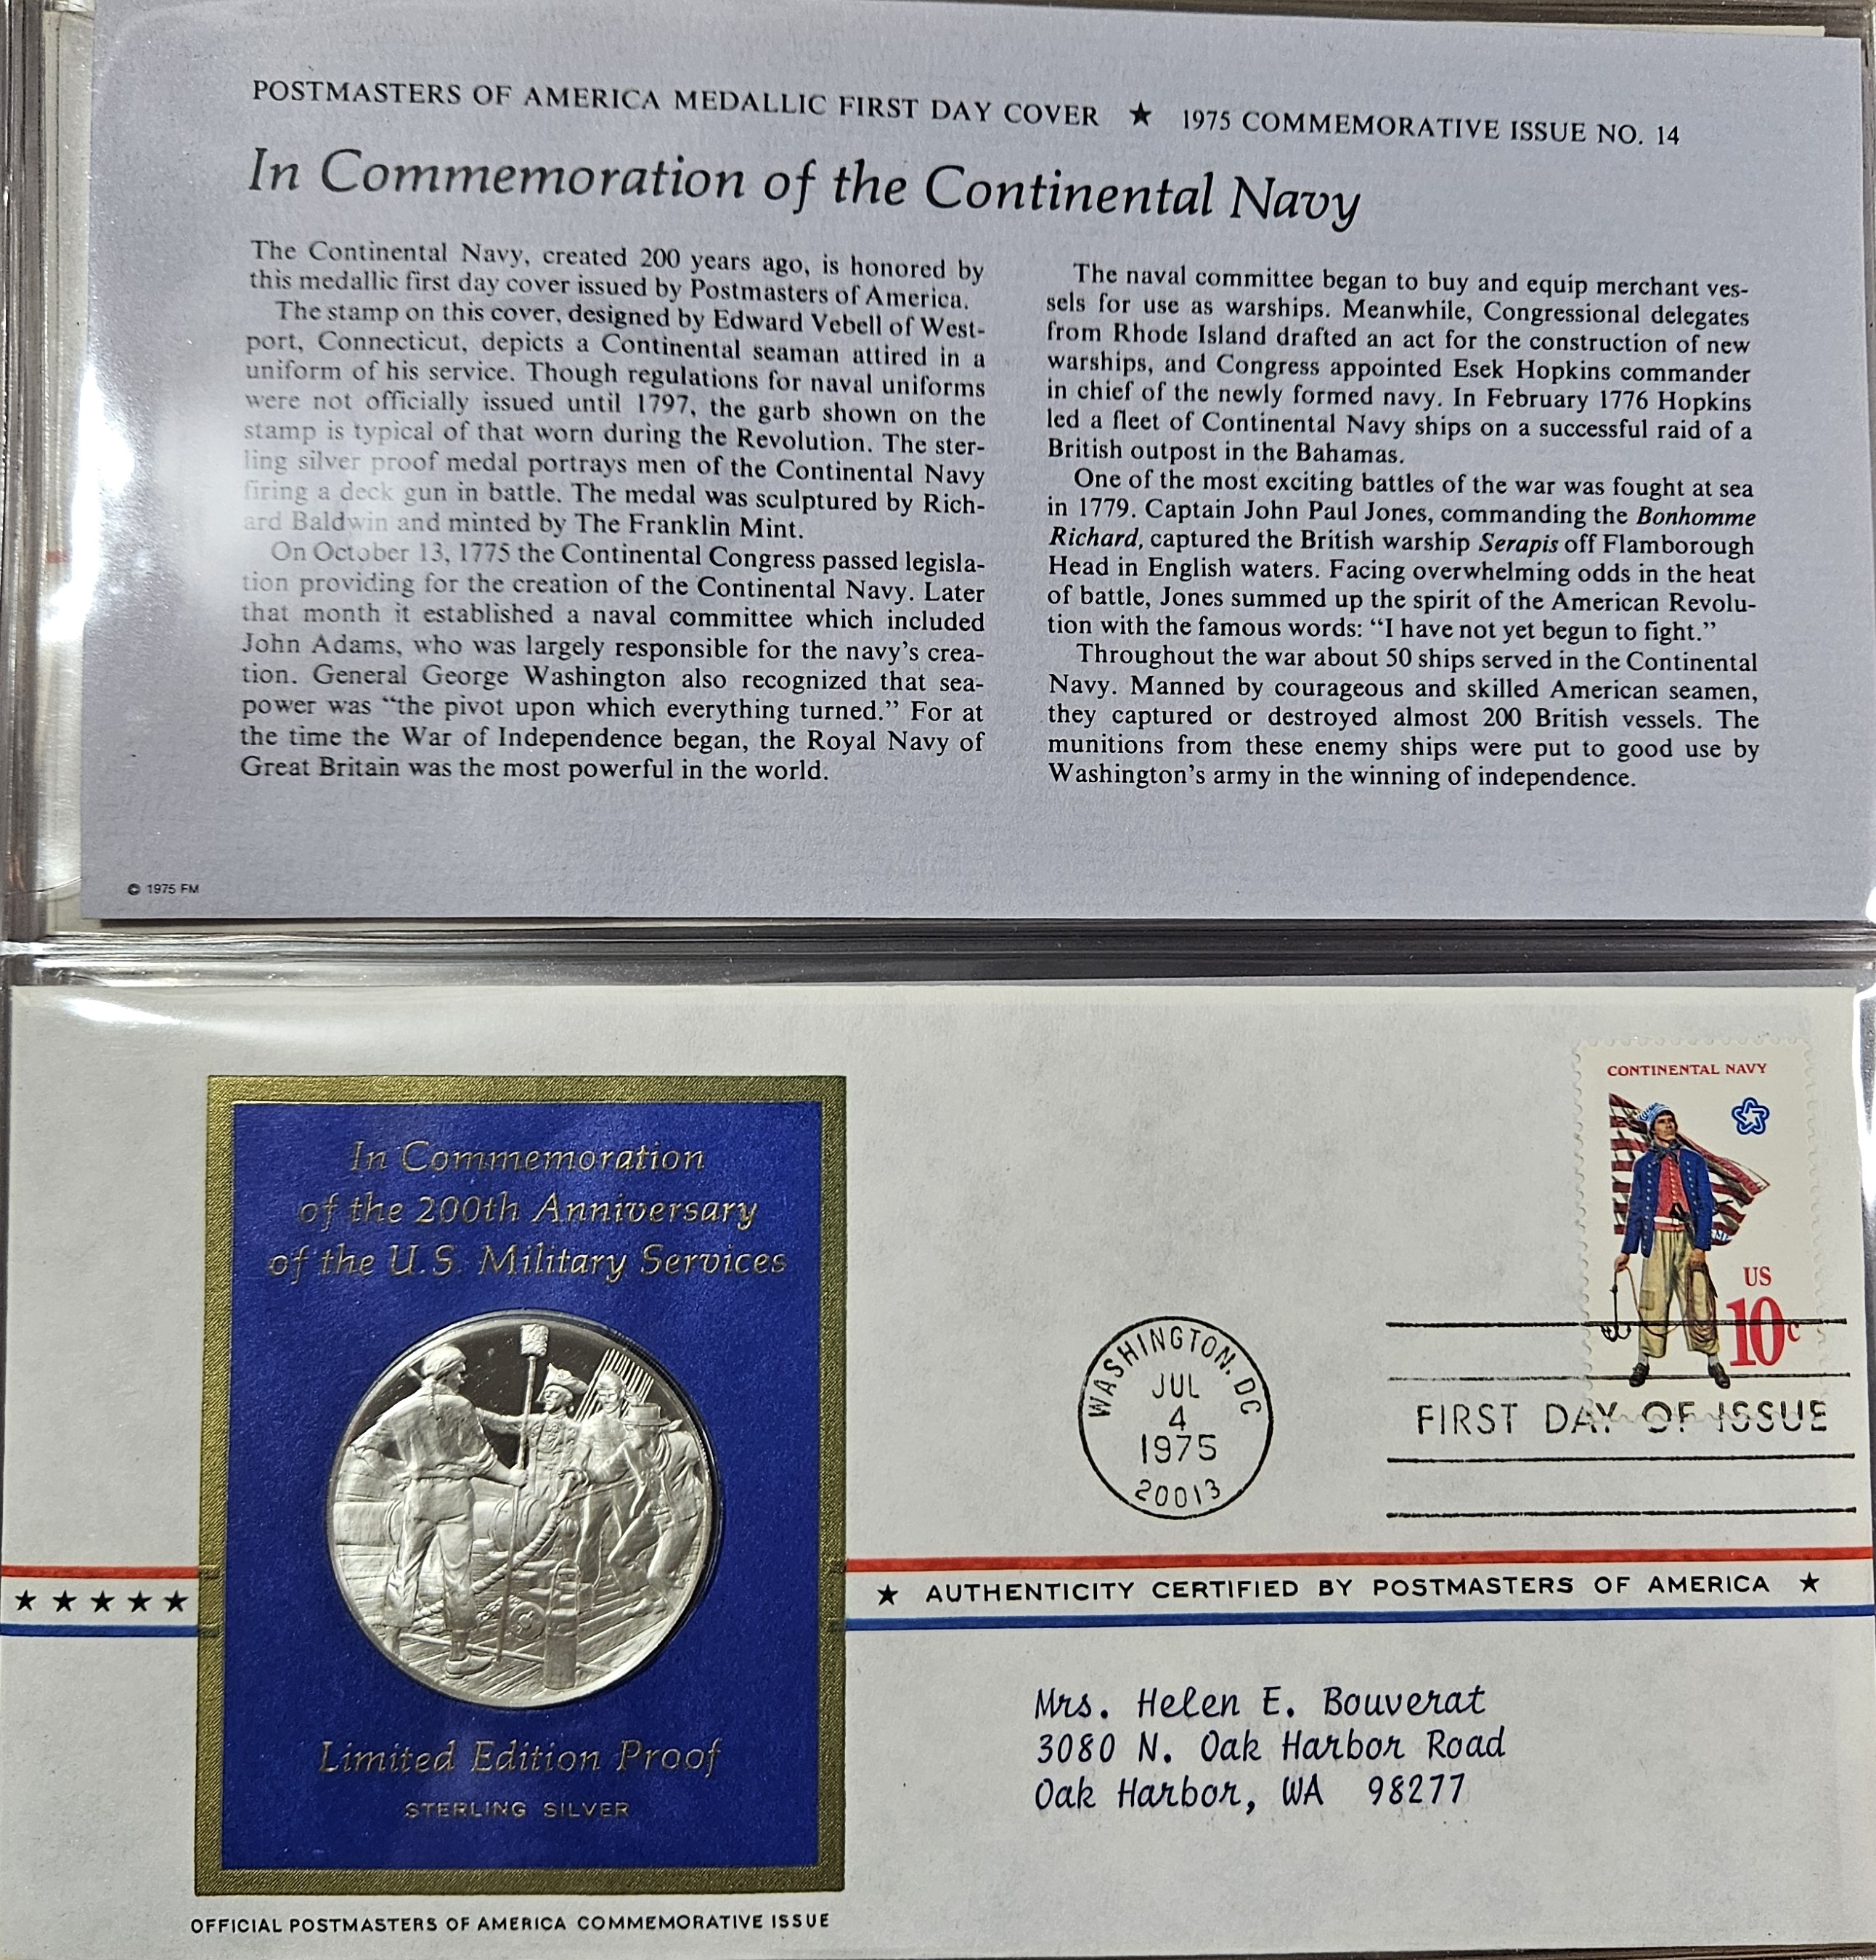 POSTMASTERS OF AMERICA MEDALLIC FIRST DAY COVER ★ 1975 COMMEMORATIVE ISSUE NO. 14
In Commemoration of the Continental Navy
The Continental Navy, created 200 years ago, is honored by
this medallic first day cover issued by Postmasters of America.
The stamp on this cover, designed by Edward Vebell of West-
port, Connecticut, depicts a Continental seaman attired in a
uniform of his service. Though regulations for naval uniforms
were not officially issued until 1797, the garb shown on the
stamp is typical of that worn during the Revolution. The ster-
ling silver proof medal portrays men of the Continental Navy
firing a deck gun in battle. The medal was sculptured by Rich-
ard Baldwin and minted by The Franklin Mint.
On October 13, 1775 the Continental Congress passed legisla-
tion providing for the creation of the Continental Navy. Later
that month it established a naval committee which included
John Adams, who was largely responsible for the navy's crea-
tion. General George Washington also recognized that sea-
power was “the pivot upon which everything turned.” For at
the time the War of Independence began, the Royal Navy of
Great Britain was the most powerful in the world.
The naval committee began to buy and equip merchant ves-
sels for use as warships. Meanwhile, Congressional delegates
from Rhode Island drafted an act for the construction of new
warships, and Congress appointed Esek Hopkins commander
in chief of the newly formed navy. In February 1776 Hopkins
led a fleet of Continental Navy ships on a successful raid of a
British outpost in the Bahamas.
One of the most exciting battles of the war was fought at sea
in 1779. Captain John Paul Jones, commanding the Bonhomme
Richard, captured the British warship Serapis off Flamborough
Head in English waters. Facing overwhelming odds in the heat
of battle, Jones summed up the spirit of the American Revolu-
tion with the famous words: “I have not yet begun to fight.”
Throughout the war about 50 ships served in the Continental
Navy. Manned by courageous and skilled American seamen,
they captured or destroyed almost 200 British vessels. The
munitions from these enemy ships were put to good use by
Washington's army in the winning of independence.
© 1975 FM
In Commemoration
of the 200th Anniversary
of the U.S. Military Services
Limited Edition Proof
STERLING SILVER
OFFICIAL POSTMASTERS OF AMERICA COMMEMORATIVE ISSUE
CONTINENTAL NAVY
US
10c
WASHINGTON, DC
JUL
4
1975
20013
FIRST DAY OF ISSUE
★ AUTHENTICITY CERTIFIED BY POSTMASTERS OF AMERICA ★
Mrs. Helen E. Bouverat
3080 N. Oak Harbor Road
Oak Harbor, WA 98277